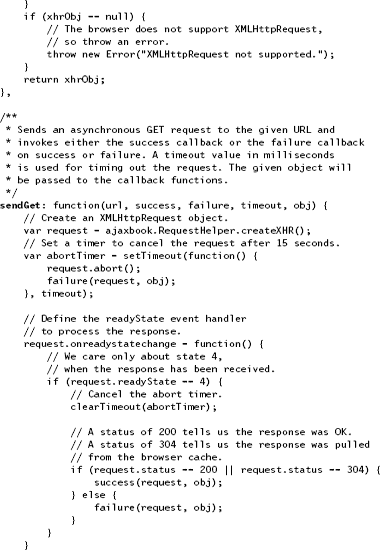 }
    if (xhrObj == null) {
        // The browser does not support XMLHttpRequest,
        // so throw an error.
        throw new Error("XMLHttpRequest not supported.");
    }
    return xhrObj;
},

/**
 * Sends an asynchronous GET request to the given URL and
 * invokes either the success callback or the failure callback
 * on success or failure. A timeout value in milliseconds
 * is used for timing out the request. The given object will
 * be passed to the callback functions.
 */
sendGet: function(url, success, failure, timeout, obj) {
    // Create an XMLHttpRequest object.
    var request = ajaxbook.RequestHelper.createXHR();
    // Set a timer to cancel the request after 15 seconds.
    var abortTimer = setTimeout(function() {
        request.abort();
        failure(request, obj);
    }, timeout);

    // Define the readyState event handler
    // to process the response.
    request.onreadystatechange = function() {
        // We care only about state 4,
        // when the response has been received.
        if (request.readyState == 4) {
            // Cancel the abort timer.
            clearTimeout(abortTimer);

            // A status of 200 tells us the response was OK.
            // A status of 304 tells us the response was pulled
            // from the browser cache.
            if (request.status == 200 || request.status == 304) {
                success(request, obj);
            } else {
                failure(request, obj);
            }
        }
    }